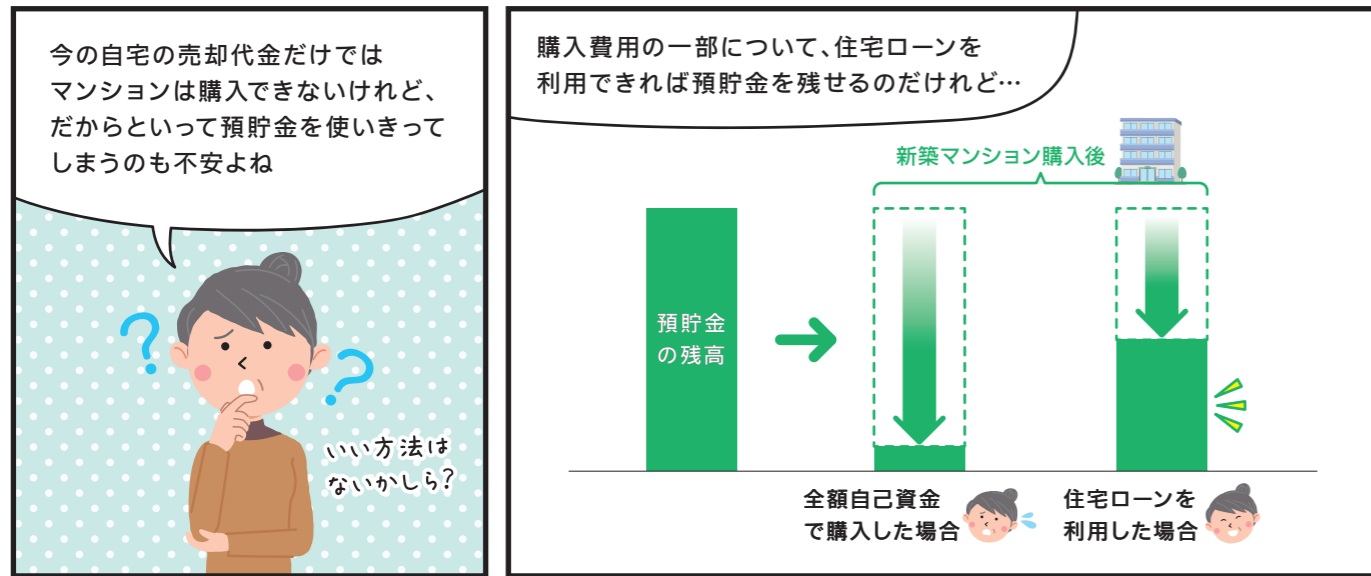 今の自宅の売却代金だけでは
マンションは購入できないけれど、
だからといって預貯金を使いきって
しまうのも不安よね
いい方法は
ないかしら?
購入費用の一部について、住宅ローンを
利用できれば預貯金を残せるのだけれど…
新築マンション購入後
預貯金
の残高
全額自己資金
で購入した場合
住宅ローンを
利用した場合